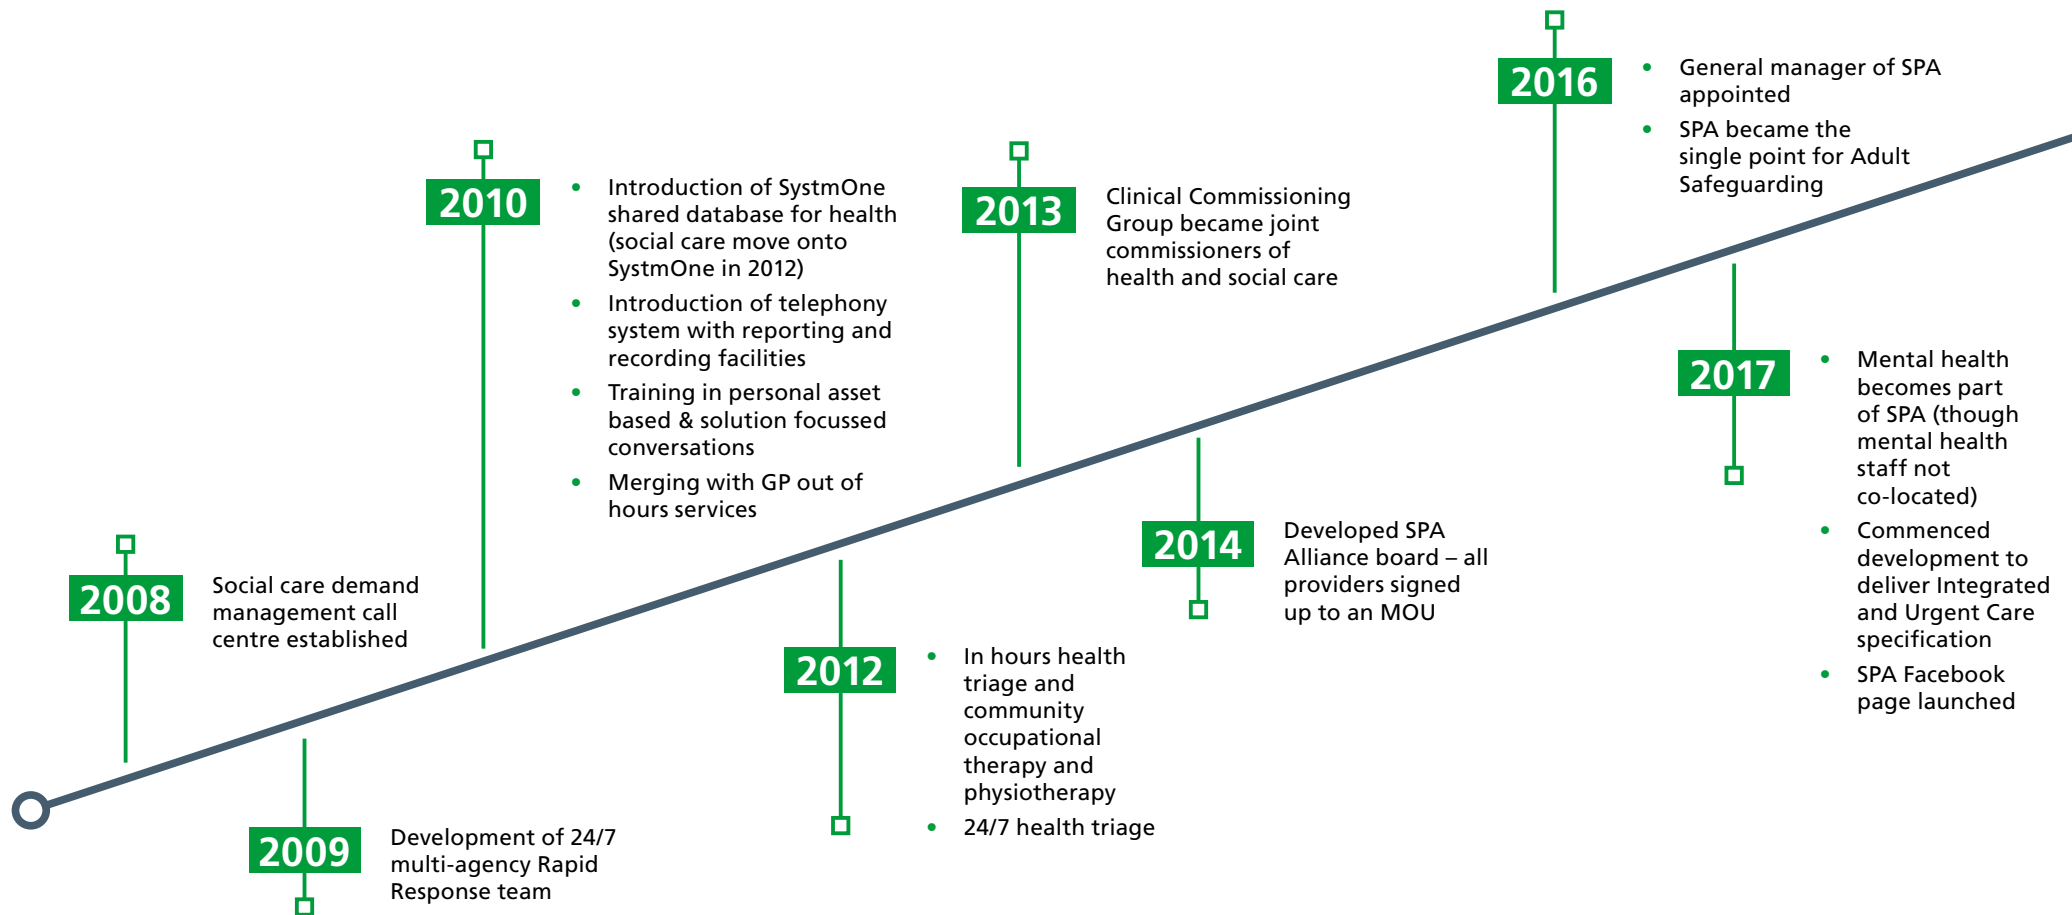 2008
Social care demand
management call
centre established
2009
Development of 24/7
multi-agency Rapid
Response team
2010
• Introduction of SystmOne
shared database for health
(social care move onto
SystmOne in 2012)
• Introduction of telephony
system with reporting and
recording facilities
• Training in personal asset
based & solution focussed
conversations
• Merging with GP out of
hours services
2012
• In hours health
triage and
community
occupational
therapy and
physiotherapy
• 24/7 health triage
2013
Clinical Commissioning
Group became joint
commissioners of
health and social care
2014
Developed SPA
Alliance board – all
providers signed
up to an MOU
2016
• General manager of SPA
appointed
• SPA became the
single point for Adult
Safeguarding
2017
• Mental health
becomes part
of SPA (though
mental health
staff not
co-located)
• Commenced
development to
deliver Integrated
and Urgent Care
specification
• SPA Facebook
page launched